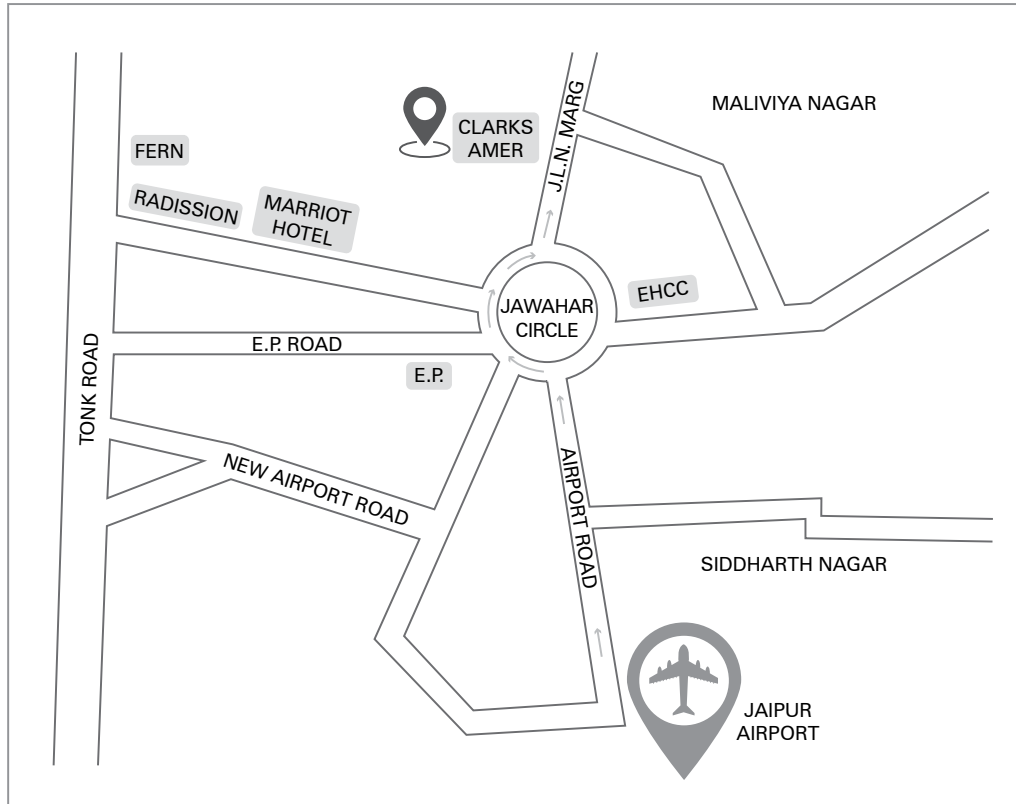 MALIVIYA NAGAR
J.L.N. MARG
CLARKS
AMER
FERN
RADISSION
MARRIOT
HOTEL
EHCC
JAWAHAR
CIRCLE
E.P. ROAD
E.P.
TONK ROAD
NEW AIRPORT ROAD
AIRPORT ROAD
SIDDHARTH NAGAR
JAIPUR
AIRPORT